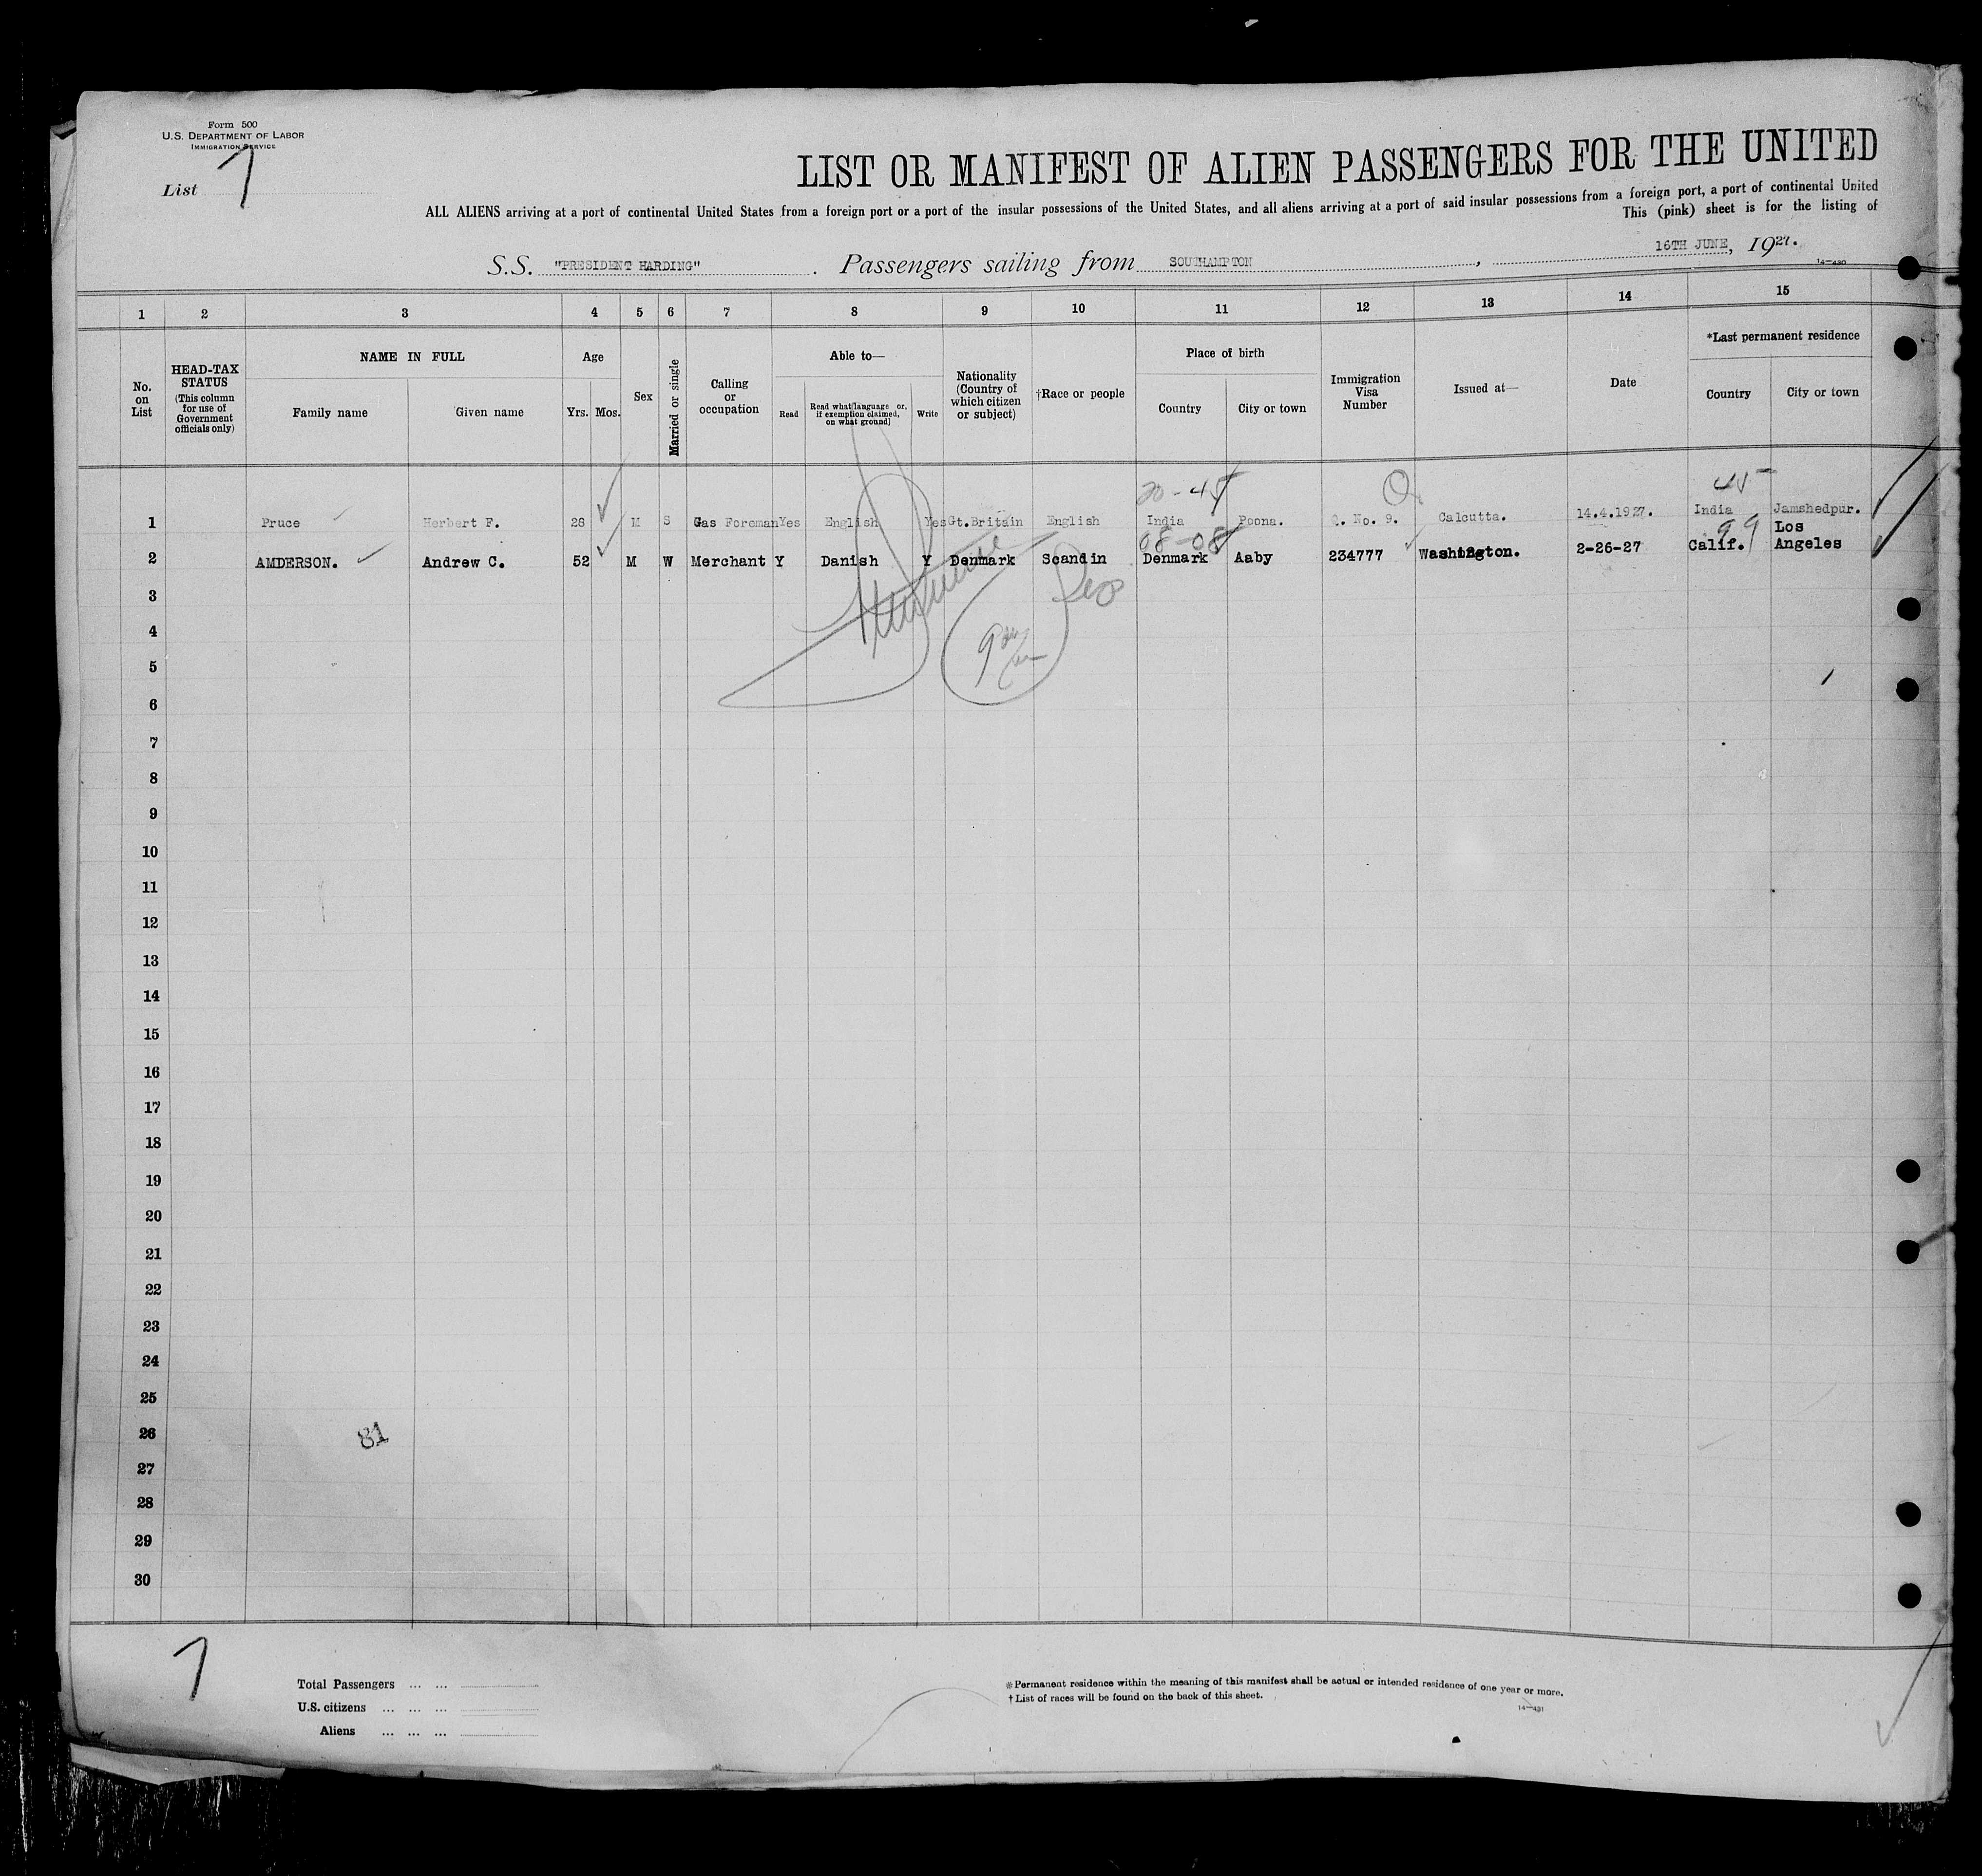 Form 500
U.S. DEPARTMENT OF LABOR
IMMIGRATION SERVICE
List 7
LIST OR MANIFEST OF ALIEN PASSENGERS FOR THE UNITED
ALL ALIENS arriving at a port of continental United States from a foreign port or a port of the insular possessions of the United States, and all aliens arriving at a port of said insular possessions from a foreign port, a port of continental United
This (pink) sheet is for the listing of
S.S. "PRESIDENT HARDING" . Passengers sailing from SOUTHAMPTON , 16TH JUNE, 1927.
14-430
1 2 3 4 5 6 7 8 9 10 11 12 13 14 15
No. on List
HEAD-TAX STATUS (This column for use of Government officials only)
NAME IN FULL
Family name Given name
Age
Yrs. Mos.
Sex
Married or single
Calling or occupation
Able to—
Read Read what [language or, if exemption claimed, on what ground] Write
Nationality (Country of which citizen or subject)
†Race or people
Place of birth
Country City or town
Immigration Visa Number
Issued at—
Date
*Last permanent residence
Country City or town
20-45 45
1 Pruce Herbert F. 28 M S Gas Foreman Yes English Yes Gt.Britain English India Poona. Q. No. 9. Calcutta. 14.4.1927. India Jamshedpur.
08-08 99
2 AMDERSON. Andrew C. 52 M W Merchant Y Danish Y Denmark Scandin Denmark Aaby 234777 Washington. 2-26-27 Calif. Los Angeles
3
4
5
6
7
8
9
10
11
12
13
14
15
16
17
18
19
20
21
22
23
24
25
26
27
28
29
30
81
7
Total Passengers ... ...
U.S. citizens ... ... ...
Aliens ... ... ...
*Permanent residence within the meaning of this manifest shall be actual or intended residence of one year or more.
†List of races will be found on the back of this sheet.
14-431